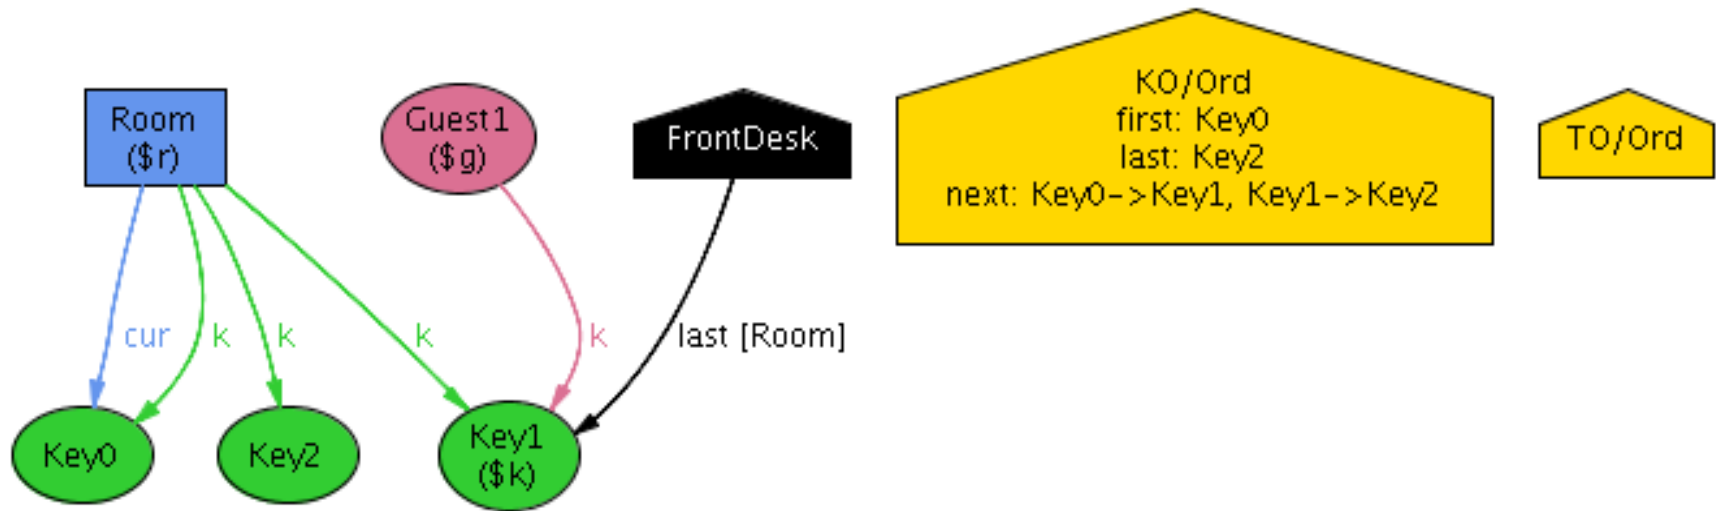 Room
($r)
Guest1
($g)
FrontDesk
KO/Ord
first: Key0
last: Key2
next: Key0->Key1, Key1->Key2
TO/Ord
cur
k
k
k
k
last [Room]
Key0
Key2
Key1
($k)